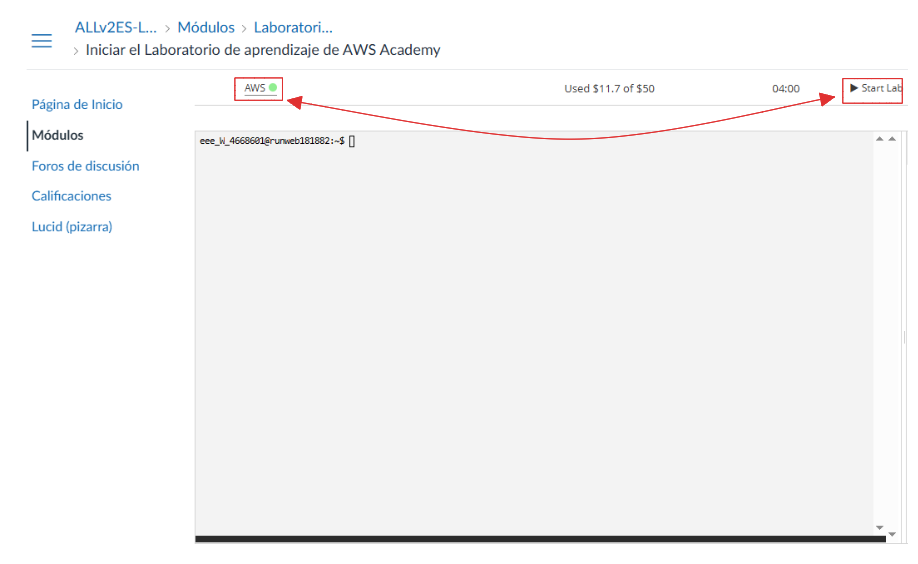 ALLv2ES-L... > Módulos > Laboratori...
> Iniciar el Laboratorio de aprendizaje de AWS Academy
AWS Used $11.7 of $50 04:00 Start Lab
Página de Inicio
Módulos
Foros de discusión
Calificaciones
Lucid (pizarra)
eee_W_4668601@runweb181882:~$ []